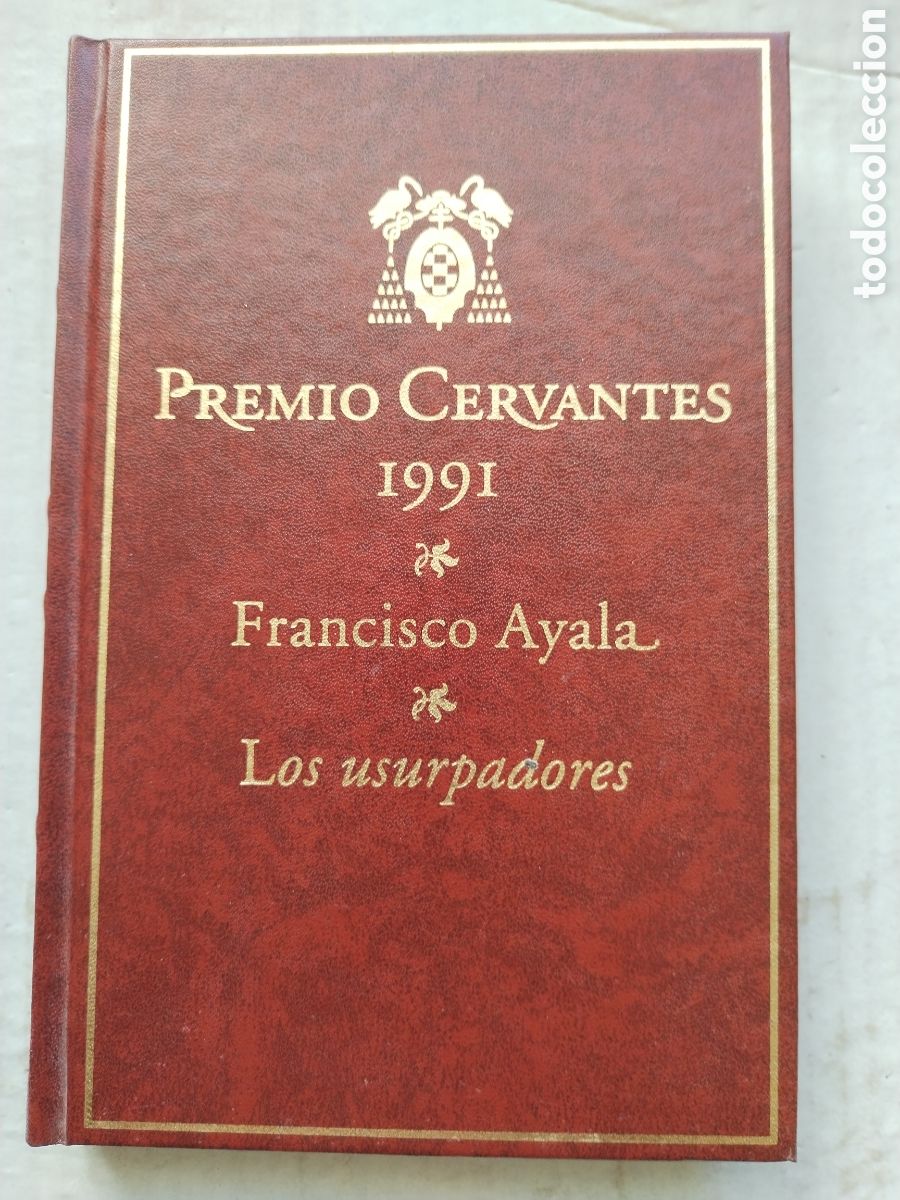 PREMIO CERVANTES
1991
Francisco Ayala
Los usurpadores
todocoleccion